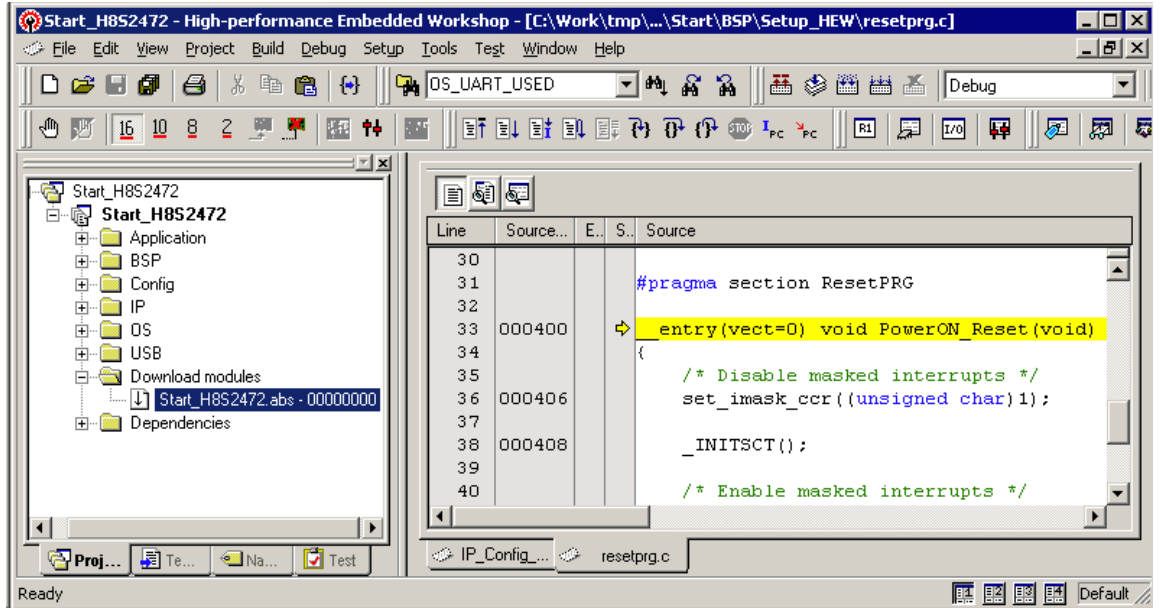 Start_H8S2472 - High-performance Embedded Workshop - [C:\Work\tmp\...\Start\BSP\Setup_HEW\resetprg.c]
File Edit View Project Build Debug Setup Tools Test Window Help
OS_UART_USED Debug
16 10 8 2 PC PC R1 I/O
Start_H8S2472
Start_H8S2472
Application
BSP
Config
IP
OS
USB
Download modules
Start_H8S2472.abs - 00000000
Dependencies
Proj... Te... Na... Test
Line Source... E.. S.. Source
30
31 #pragma section ResetPRG
32
33 000400 __entry(vect=0) void PowerON_Reset(void)
34 {
35 /* Disable masked interrupts */
36 000406 set_imask_ccr((unsigned char)1);
37
38 000408 _INITSCT();
39
40 /* Enable masked interrupts */
IP_Config_... resetprg.c
Ready Default